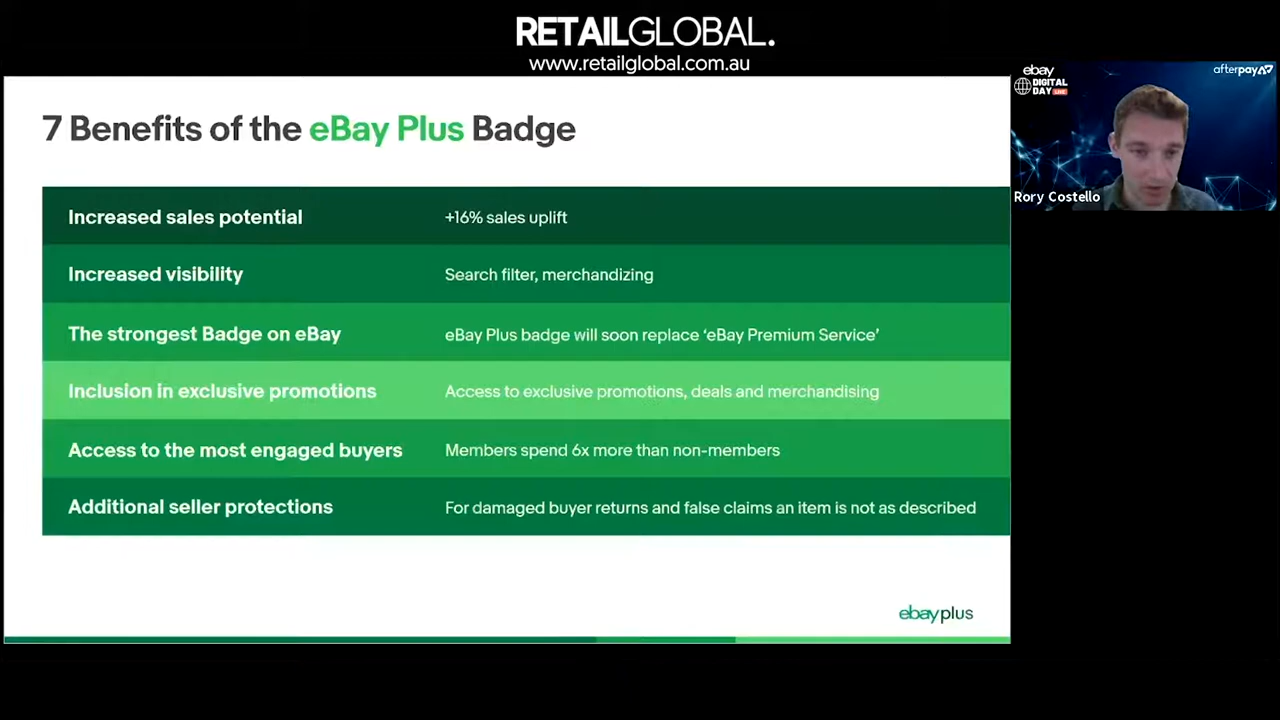 RETAILGLOBAL.
www.retailglobal.com.au
7 Benefits of the eBay Plus Badge
Increased sales potential +16% sales uplift
Increased visibility Search filter, merchandizing
The strongest Badge on eBay eBay Plus badge will soon replace ‘eBay Premium Service’
Inclusion in exclusive promotions Access to exclusive promotions, deals and merchandising
Access to the most engaged buyers Members spend 6x more than non-members
Additional seller protections For damaged buyer returns and false claims an item is not as described
ebayplus
ebay
DIGITAL
DAY LIVE
afterpay
Rory Costello